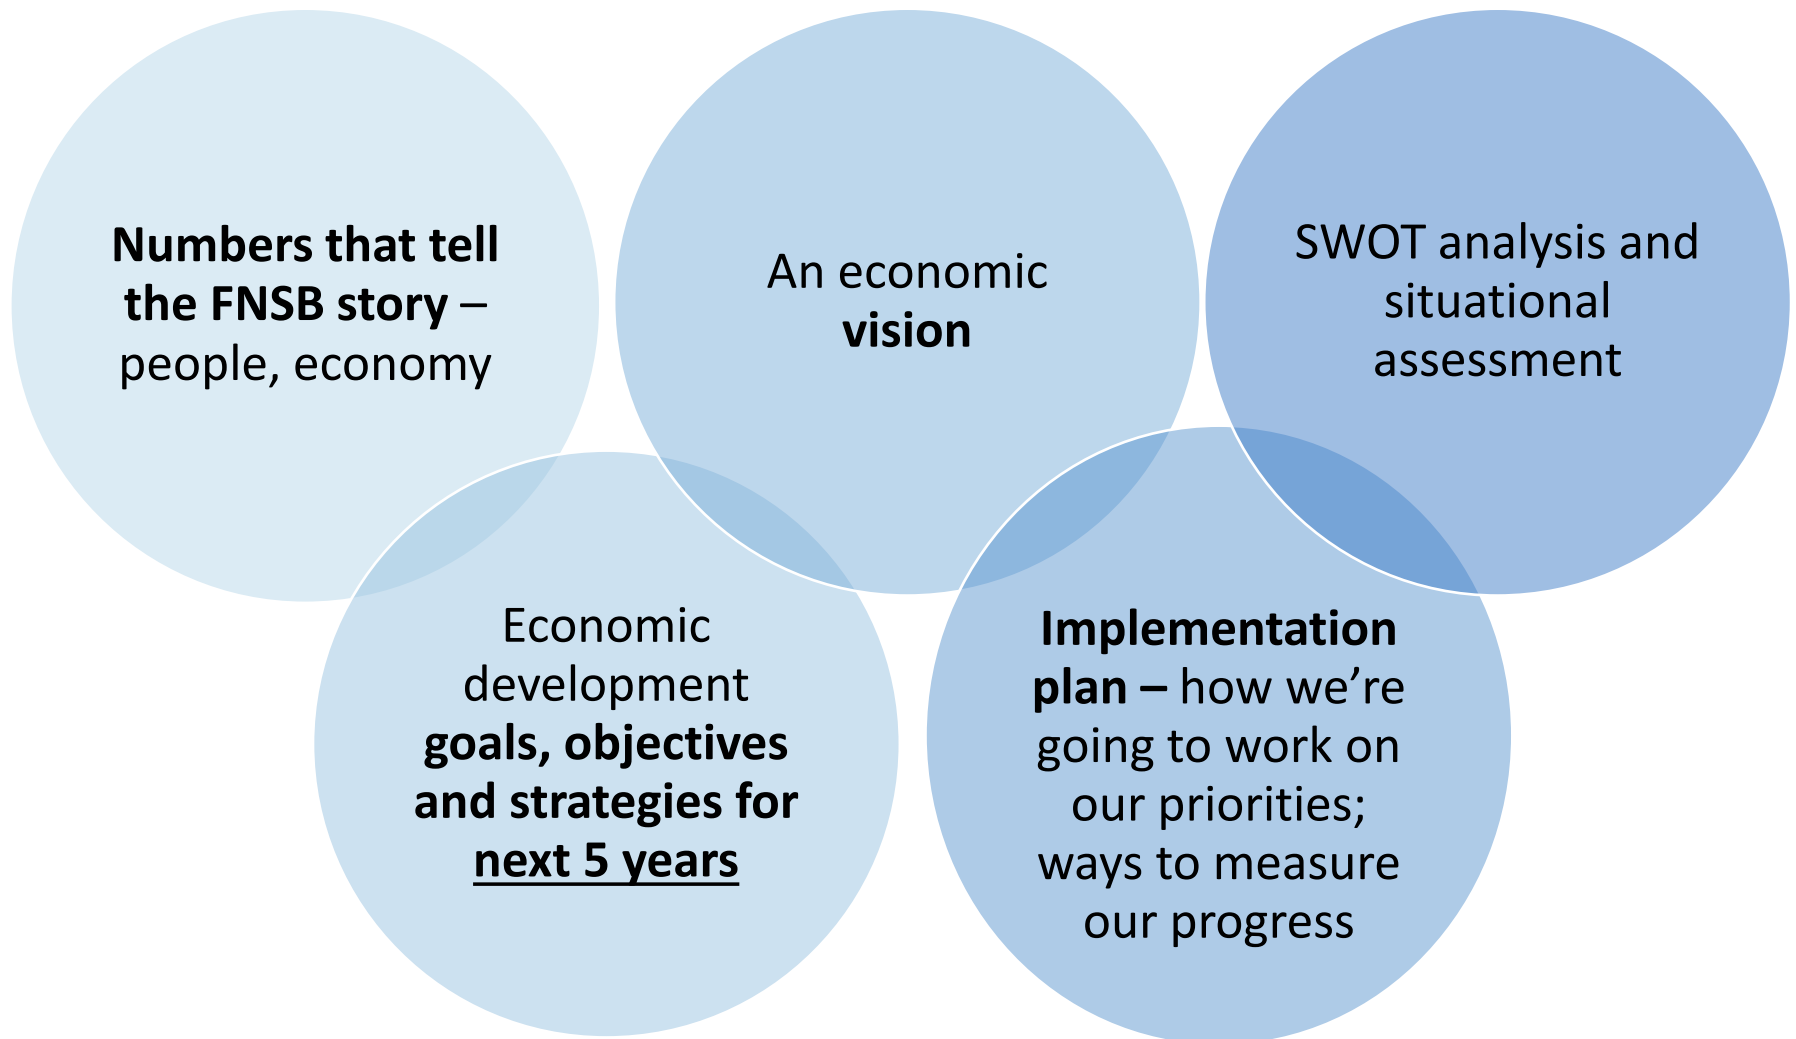 Numbers that tell
the FNSB story –
people, economy
An economic
vision
SWOT analysis and
situational
assessment
Economic
development
goals, objectives
and strategies for
next 5 years
Implementation
plan – how we’re
going to work on
our priorities;
ways to measure
our progress